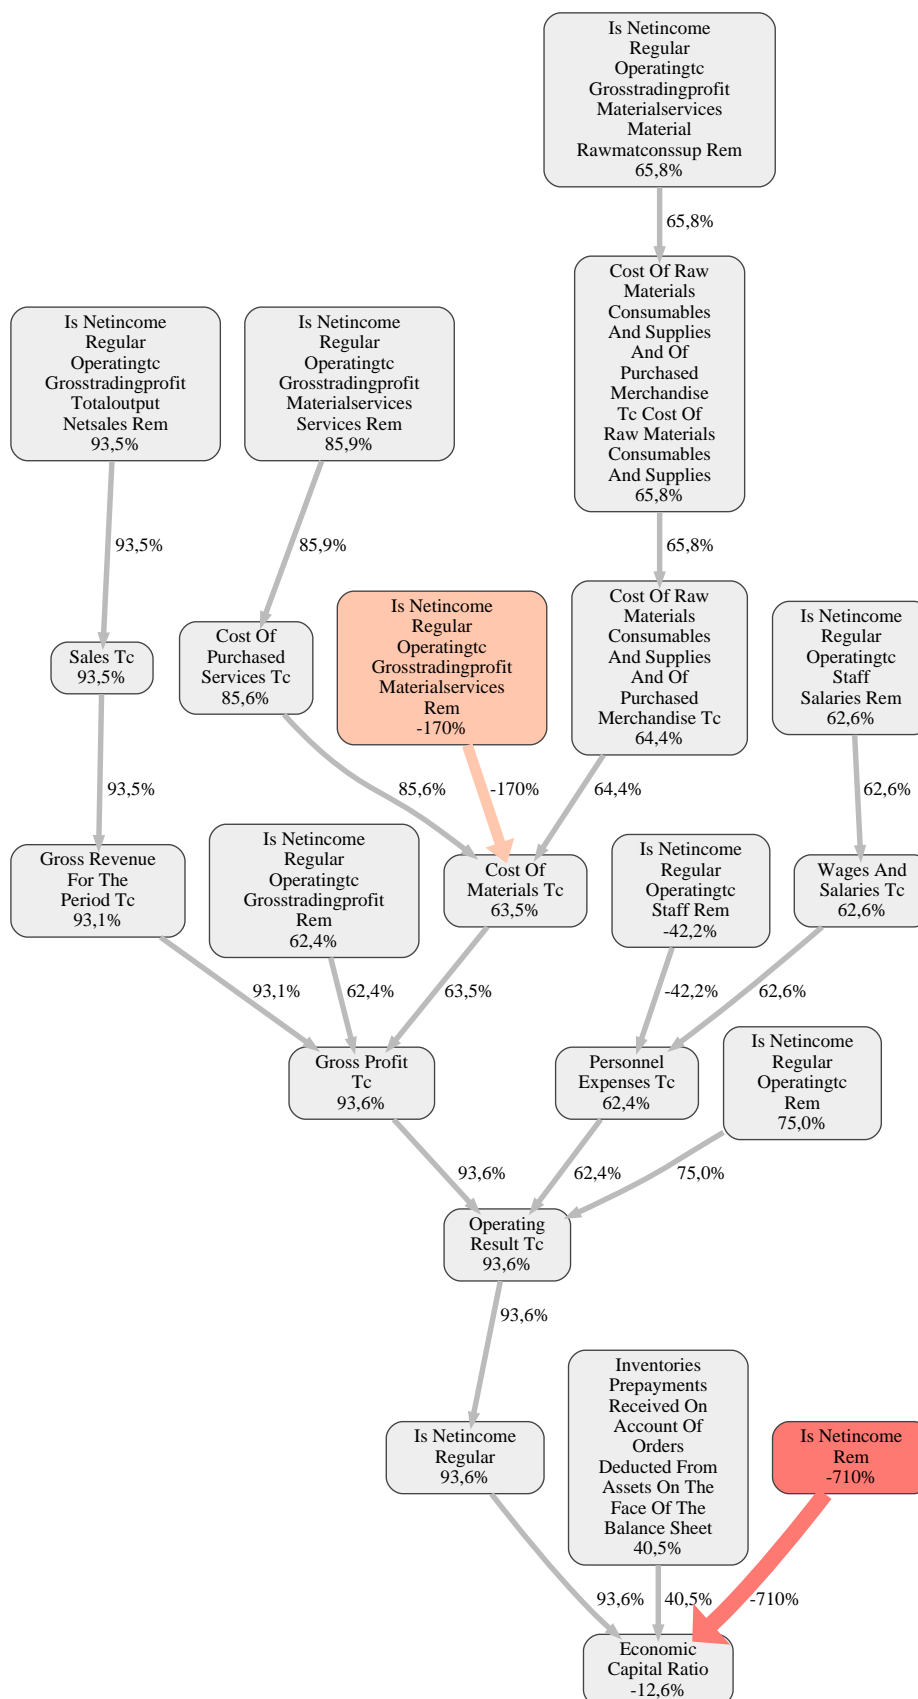 Is Netincome
Regular
Operatingtc
Grosstradingprofit
Materialservices
Material
Rawmatconssup Rem
65,8%
65,8%
Cost Of Raw
Materials
Consumables
And Supplies
And Of
Purchased
Merchandise
Tc Cost Of
Raw Materials
Consumables
And Supplies
65,8%
Is Netincome
Regular
Operatingtc
Grosstradingprofit
Totaloutput
Netsales Rem
93,5%
Is Netincome
Regular
Operatingtc
Grosstradingprofit
Materialservices
Services Rem
85,9%
93,5%
85,9%
65,8%
Sales Tc
93,5%
Cost Of
Purchased
Services Tc
85,6%
Is Netincome
Regular
Operatingtc
Grosstradingprofit
Materialservices
Rem
-170%
Cost Of Raw
Materials
Consumables
And Supplies
And Of
Purchased
Merchandise Tc
64,4%
Is Netincome
Regular
Operatingtc
Staff
Salaries Rem
62,6%
93,5%
85,6%
-170%
64,4%
62,6%
Gross Revenue
For The
Period Tc
93,1%
Is Netincome
Regular
Operatingtc
Grosstradingprofit
Rem
62,4%
Cost Of
Materials Tc
63,5%
Is Netincome
Regular
Operatingtc
Staff Rem
-42,2%
Wages And
Salaries Tc
62,6%
93,1%
62,4%
63,5%
-42,2%
62,6%
Gross Profit
Tc
93,6%
Personnel
Expenses Tc
62,4%
Is Netincome
Regular
Operatingtc
Rem
75,0%
93,6%
62,4%
75,0%
Operating
Result Tc
93,6%
93,6%
Is Netincome
Regular
93,6%
Inventories
Prepayments
Received On
Account Of
Orders
Deducted From
Assets On The
Face Of The
Balance Sheet
40,5%
Is Netincome
Rem
-710%
93,6%
40,5%
-710%
Economic
Capital Ratio
-12,6%